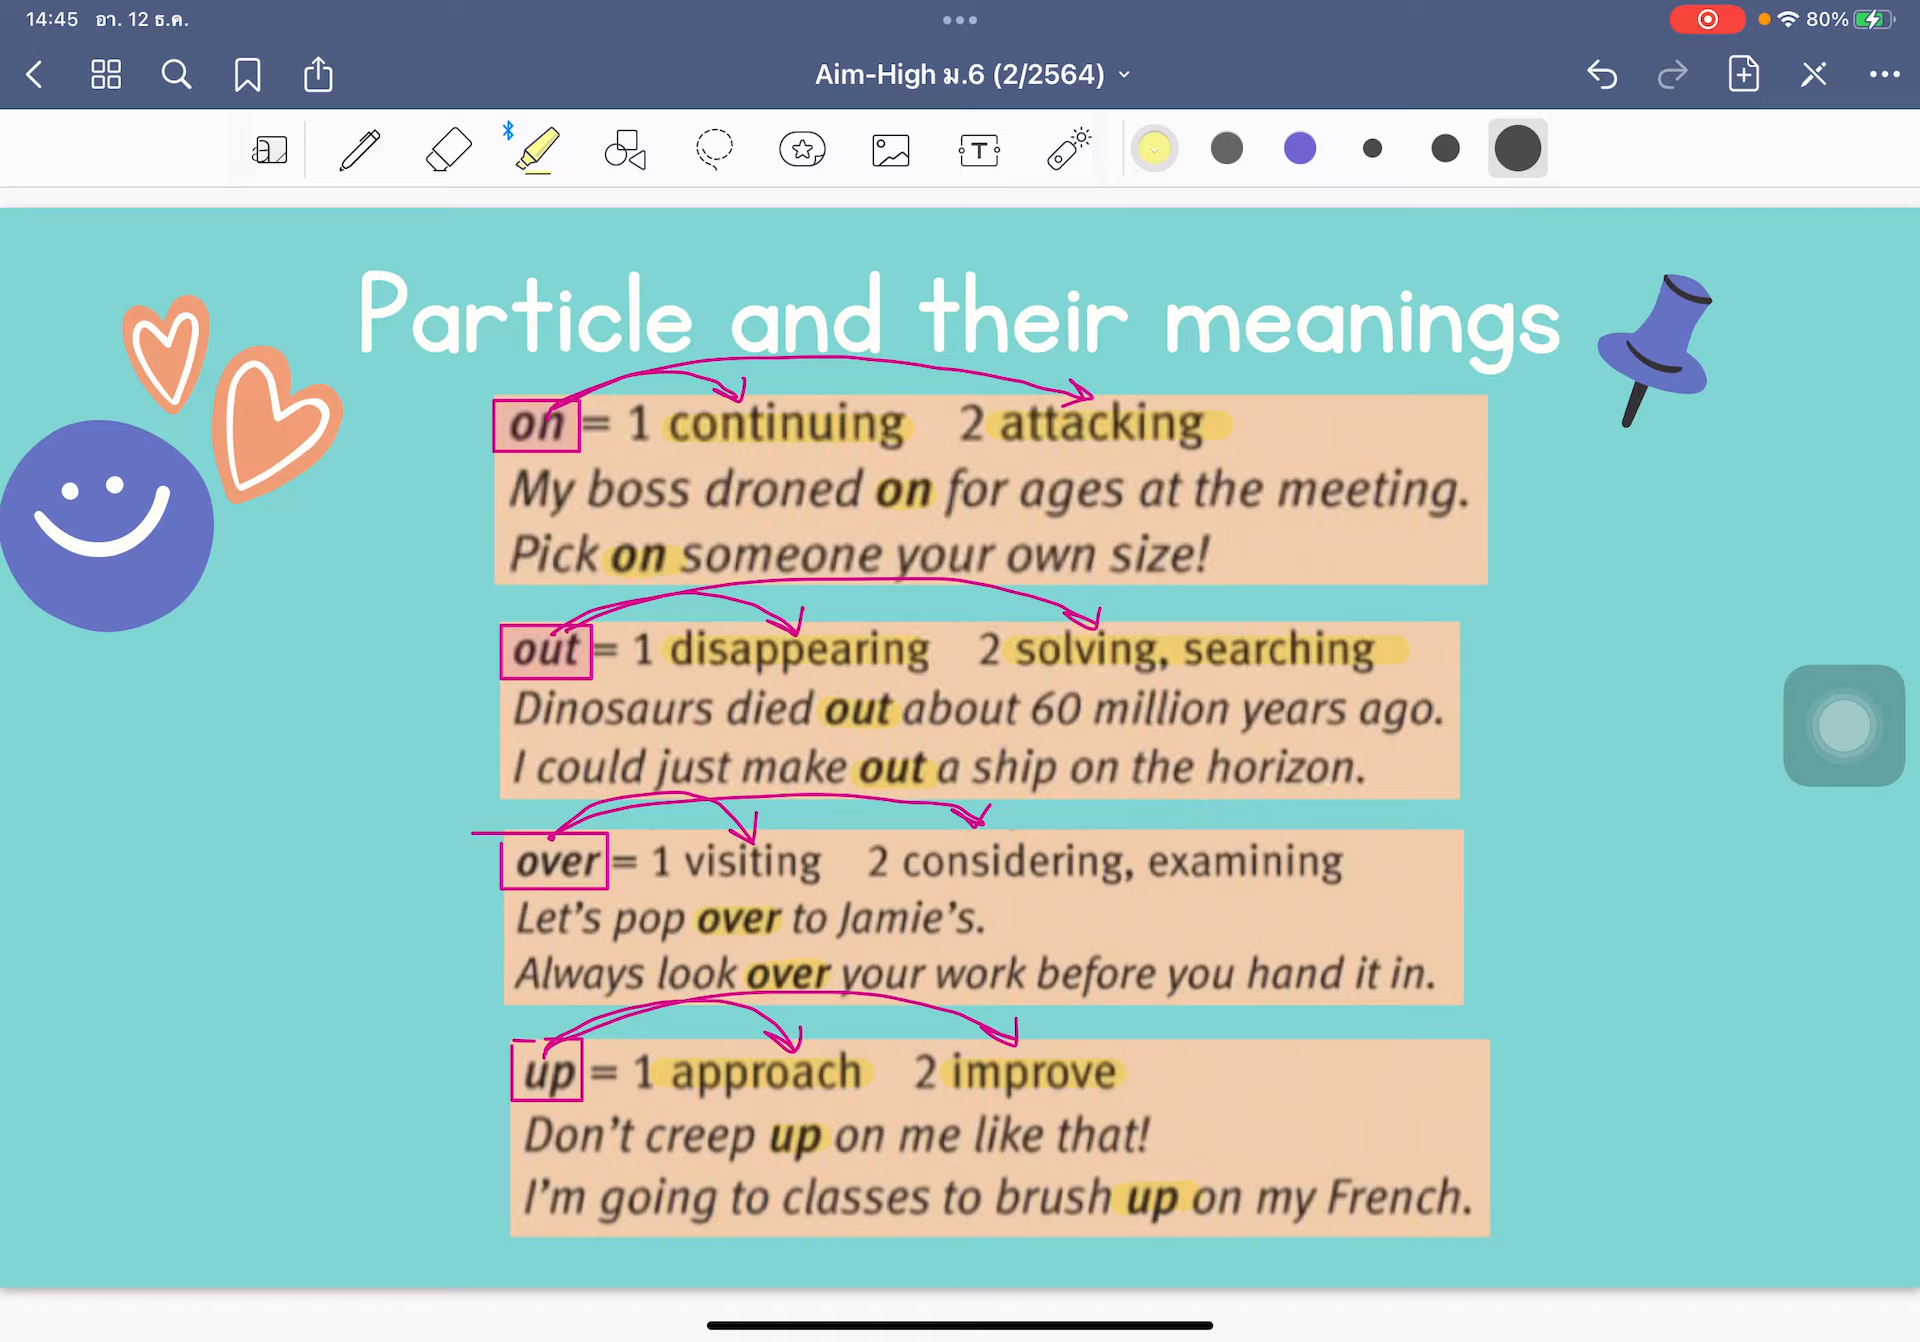 14:45 อา. 12 ธ.ค.
80%
Aim-High ม.6 (2/2564)
Particle and their meanings
on = 1 continuing 2 attacking
My boss droned on for ages at the meeting.
Pick on someone your own size!
out = 1 disappearing 2 solving, searching
Dinosaurs died out about 60 million years ago.
I could just make out a ship on the horizon.
over = 1 visiting 2 considering, examining
Let's pop over to Jamie's.
Always look over your work before you hand it in.
up = 1 approach 2 improve
Don't creep up on me like that!
I'm going to classes to brush up on my French.